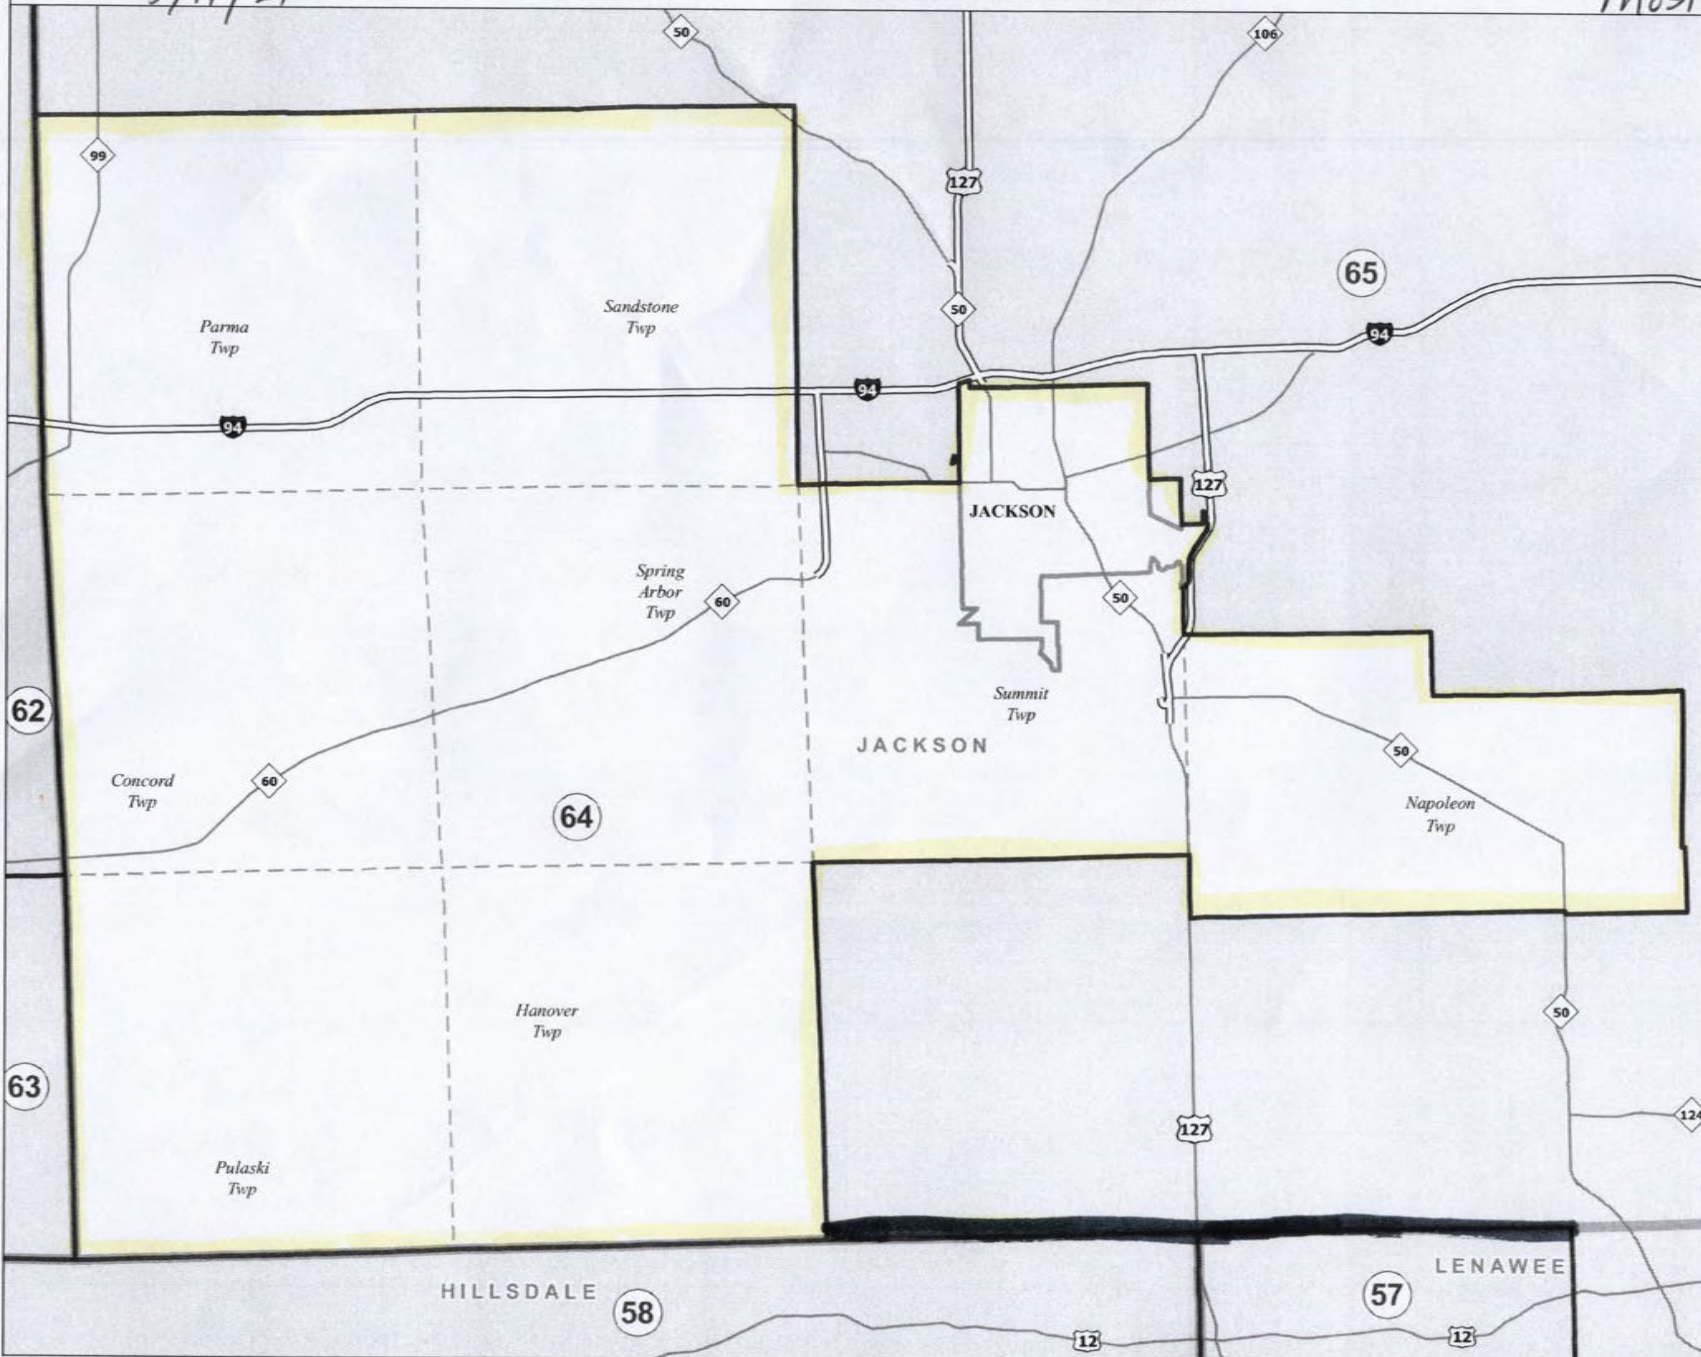 50
106
99
127
65
Sandstone
Twp
50
Parma
Twp
94
94
94
127
JACKSON
Spring
Arbor
Twp
60
50
62
Summit
Twp
JACKSON
50
Concord
Twp
60
64
Napoleon
Twp
Hanover
Twp
50
63
124
127
Pulaski
Twp
LENAWEE
HILLSDALE
57
58
12
12